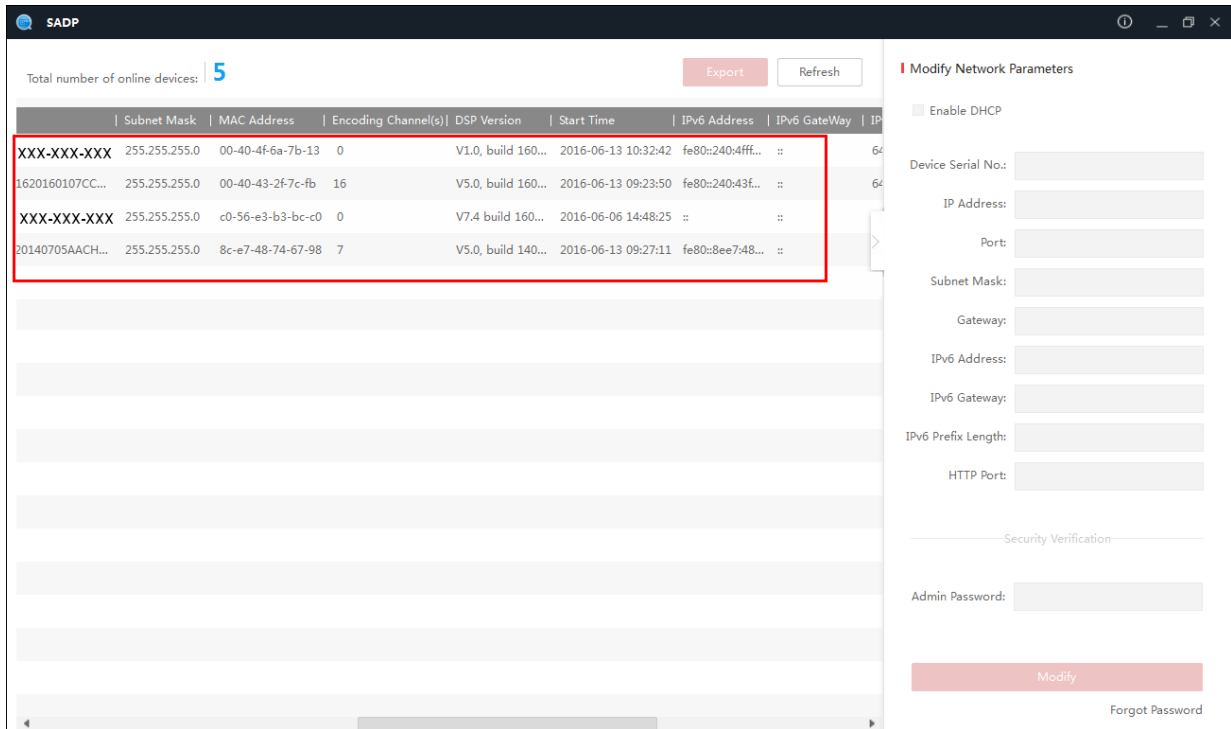 SADP
Total number of online devices: 5
Export
Refresh
Subnet Mask | MAC Address | Encoding Channel(s) | DSP Version | Start Time | IPv6 Address | IPv6 GateWay | IP
XXX-XXX-XXX 255.255.255.0 00-40-4f-6a-7b-13 0 V1.0, build 160... 2016-06-13 10:32:42 fe80::240:4fff... :: 64
1620160107CC... 255.255.255.0 00-40-43-2f-7c-fb 16 V5.0, build 160... 2016-06-13 09:23:50 fe80::240:43f... :: 64
XXX-XXX-XXX 255.255.255.0 c0-56-e3-b3-bc-c0 0 V7.4 build 160... 2016-06-06 14:48:25 :: ::
20140705AACH... 255.255.255.0 8c-e7-48-74-67-98 7 V5.0, build 140... 2016-06-13 09:27:11 fe80::8ee7:48... ::
Modify Network Parameters
Enable DHCP
Device Serial No.:
IP Address:
Port:
Subnet Mask:
Gateway:
IPv6 Address:
IPv6 Gateway:
IPv6 Prefix Length:
HTTP Port:
Security Verification
Admin Password:
Modify
Forgot Password